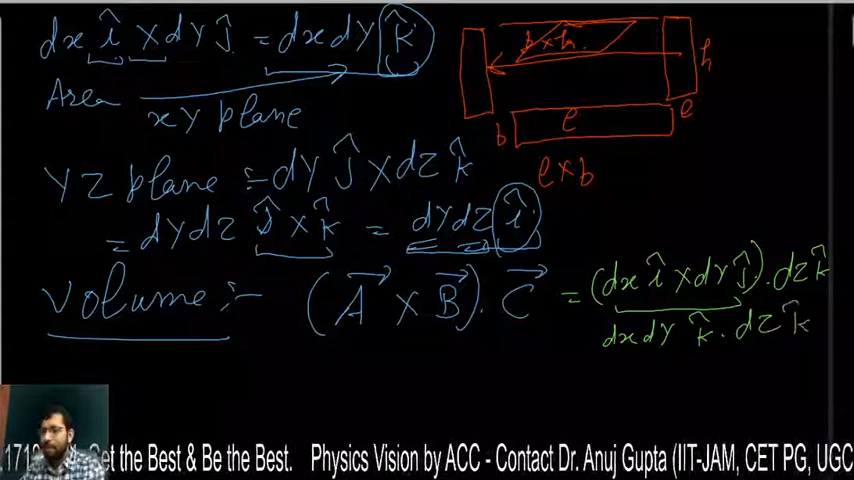 dx î x dy ĵ = dx dy k̂
Area
xy plane
b x h
h
l
b
l
l x b
YZ plane = dy ĵ x dz k̂
= dy dz ĵ x k̂ = dy dz î
Volume :- (A⃗ x B⃗) . C⃗ = (dx î x dy ĵ) . dz k̂
dx dy k̂ . dz k̂
Get the Best & Be the Best. Physics Vision by ACC - Contact Dr. Anuj Gupta (IIT-JAM, CET PG, UGC